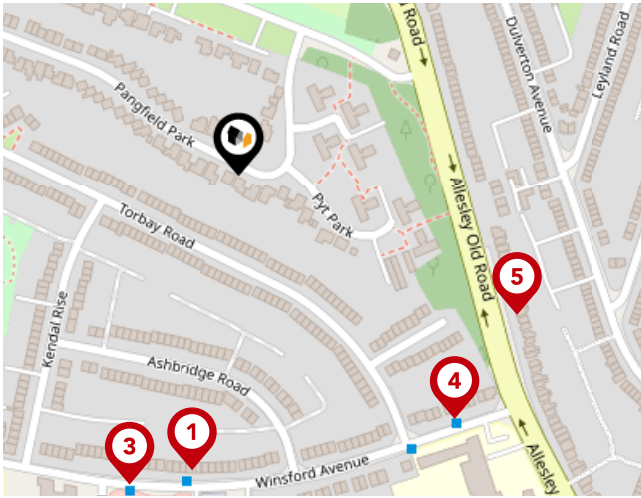 d Road
Dulverton Avenue
Leyland Road
Pangfield Park
Pyt Park
Allesley Old Road
Torbay Road
5
Kendal Rise
Ashbridge Road
4
1
3
Winsford Avenue
Allesley